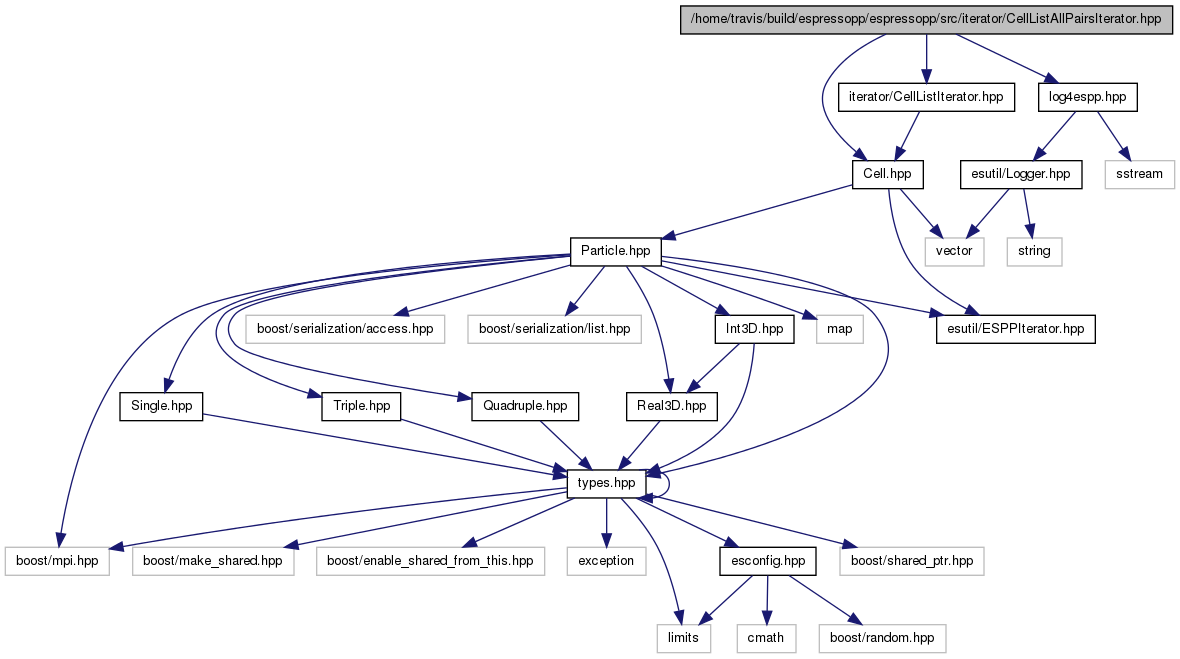 /home/travis/build/espressopp/espressopp/src/iterator/CellListAllPairsIterator.hpp
iterator/CellListIterator.hpp
log4espp.hpp
Cell.hpp
esutil/Logger.hpp
sstream
Particle.hpp
vector
string
boost/serialization/access.hpp
boost/serialization/list.hpp
Int3D.hpp
map
esutil/ESPPIterator.hpp
Single.hpp
Triple.hpp
Quadruple.hpp
Real3D.hpp
types.hpp
boost/mpi.hpp
boost/make_shared.hpp
boost/enable_shared_from_this.hpp
exception
esconfig.hpp
boost/shared_ptr.hpp
limits
cmath
boost/random.hpp